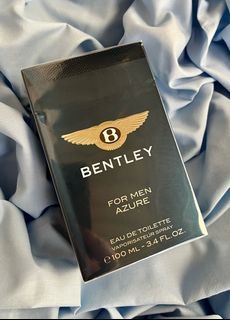 B
BENTLEY
FOR MEN
AZURE
EAU DE TOILETTE
VAPORISATEUR SPRAY
℮ 100 ML - 3.4 FL.OZ.